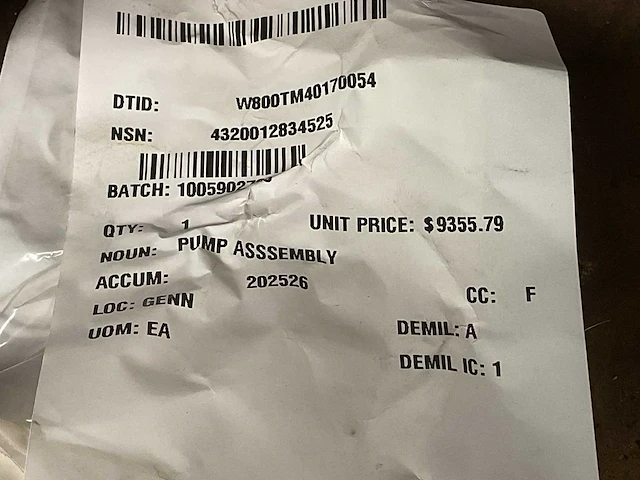 DTID: W800TM40170054
NSN: 4320012834525
BATCH:
QTY: 1 UNIT PRICE: $9355.79
NOUN: PUMP ASSSEMBLY
ACCUM: 202526
CC: F
LOC: GENN
DEMIL: A
UOM: EA
DEMIL IC: 1